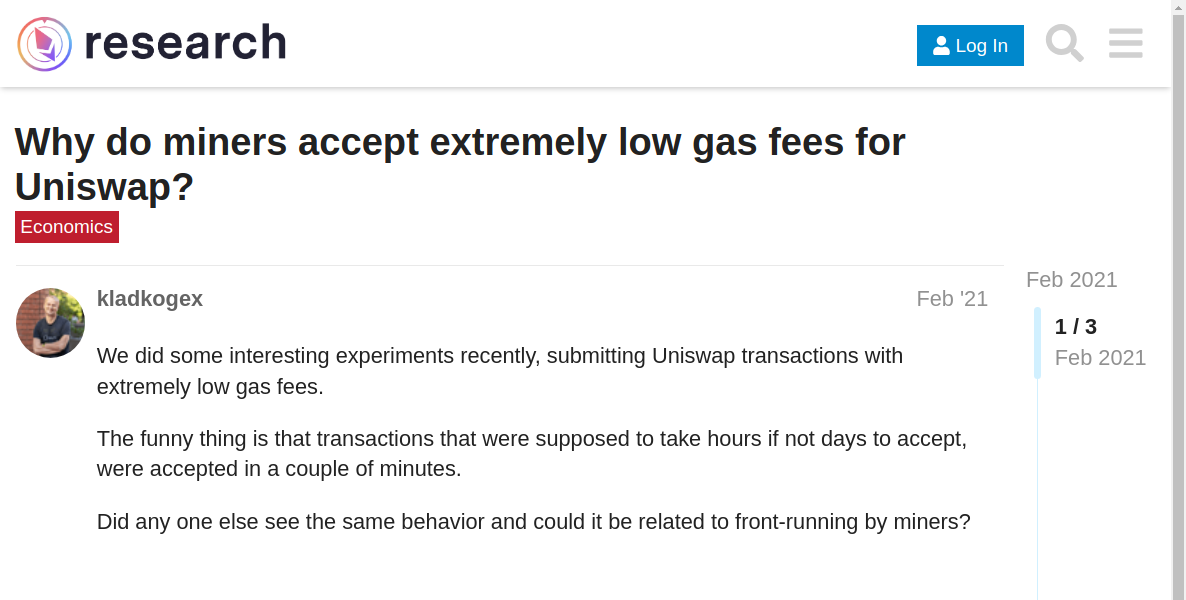 research
Log In
Why do miners accept extremely low gas fees for
Uniswap?
Economics
kladkogex
Feb '21
We did some interesting experiments recently, submitting Uniswap transactions with
extremely low gas fees.
The funny thing is that transactions that were supposed to take hours if not days to accept,
were accepted in a couple of minutes.
Did any one else see the same behavior and could it be related to front-running by miners?
Feb 2021
1 / 3
Feb 2021